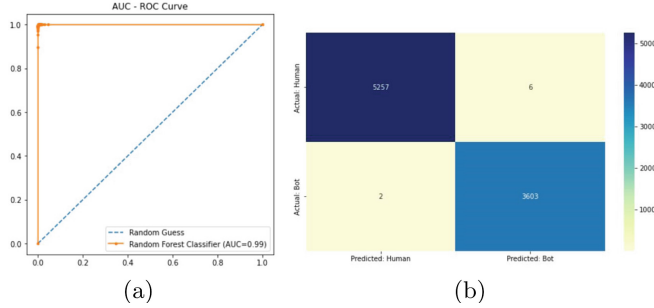 AUC - ROC Curve
1.0
0.8
0.6
0.4
0.2
0.0
0.0 0.2 0.4 0.6 0.8 1.0
Random Guess
Random Forest Classifier (AUC=0.99)
(a)
Actual: Human
Actual: Bot
5257 6
2 3603
Predicted: Human Predicted: Bot
5000
4000
3000
2000
1000
(b)